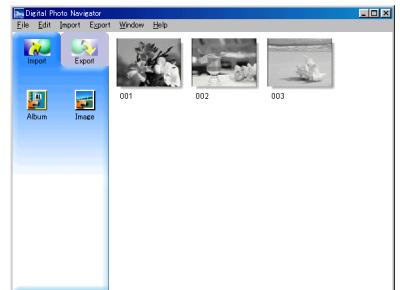 Digital Photo Navigator
File Edit Import Export Window Help
Import Export
Album Image
001 002 003